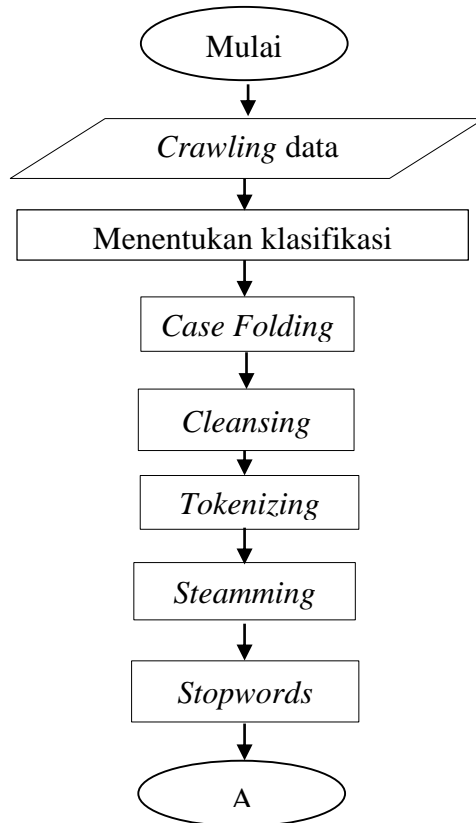 Mulai
Crawling data
Menentukan klasifikasi
Case Folding
Cleansing
Tokenizing
Steamming
Stopwords
A